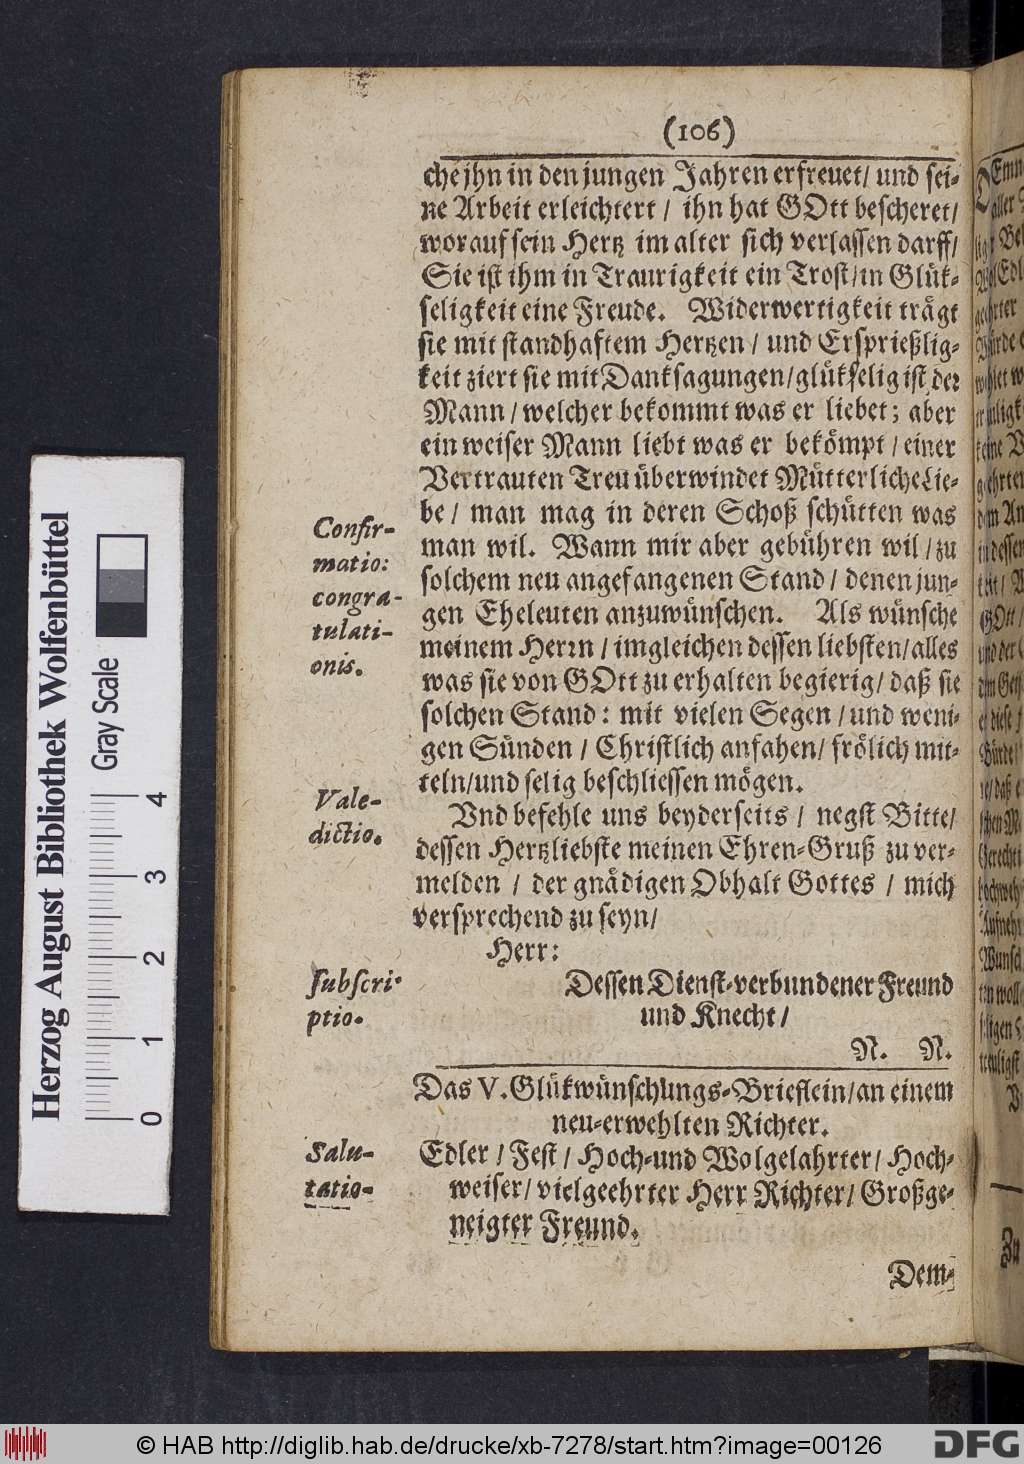 (106)
che jhn in den jungen Jahren erfreuet/ und sei-
ne Arbeit erleichtert / ihn hat GOtt bescheret/
worauf sein Hertz im alter sich verlassen darff/
Sie ist ihm in Traurigkeit ein Trost/in Glük-
seligkeit eine Freude. Widerwertigkeit trägt
sie mit standhaftem Hertzen / und Ersprießlig-
keit ziert sie mit Danksagungen/glükselig ist der
Mann / welcher bekommt was er liebet; aber
ein weiser Mann liebt was er bekömpt / einer
Vertrauten Treu überwindet Mütterliche Lie-
be / man mag in deren Schoß schütten was
man wil. Wann mir aber gebühren wil / zu
solchem neu angefangenen Stand / denen jun-
gen Eheleuten anzuwünschen. Als wünsche
meinem Herrn / imgleichen dessen liebsten/alles
was sie von GOtt zu erhalten begierig/ daß sie
solchen Stand: mit vielen Segen / und weni-
gen Sünden / Christlich anfahen/ frölich mit-
teln/und selig beschliessen mögen.
Confir-
matio:
congra-
tulati-
onis.
Vnd befehle uns beyderseits / negst Bitte/
dessen Hertzliebste meinen Ehren-Gruß zu ver-
melden / der gnädigen Obhalt Gottes / mich
versprechend zu seyn/
Vale-
dictio.
Herr:
Dessen Dienst-verbundener Freund
und Knecht /
N. N.
subscri-
ptio.
Das V. Glükwünschungs-Brieflein/an einem
neu-erwehlten Richter.
Salu-
tatio-
Edler / Fest / Hoch-und Wolgelahrter/ Hoch-
weiser/ vielgeehrter Herr Richter/ Großge-
neigter Freund.
Dem-
Herzog August Bibliothek Wolfenbüttel
Gray Scale
0 1 2 3 4
© HAB http://diglib.hab.de/drucke/xb-7278/start.htm?image=00126
DFG